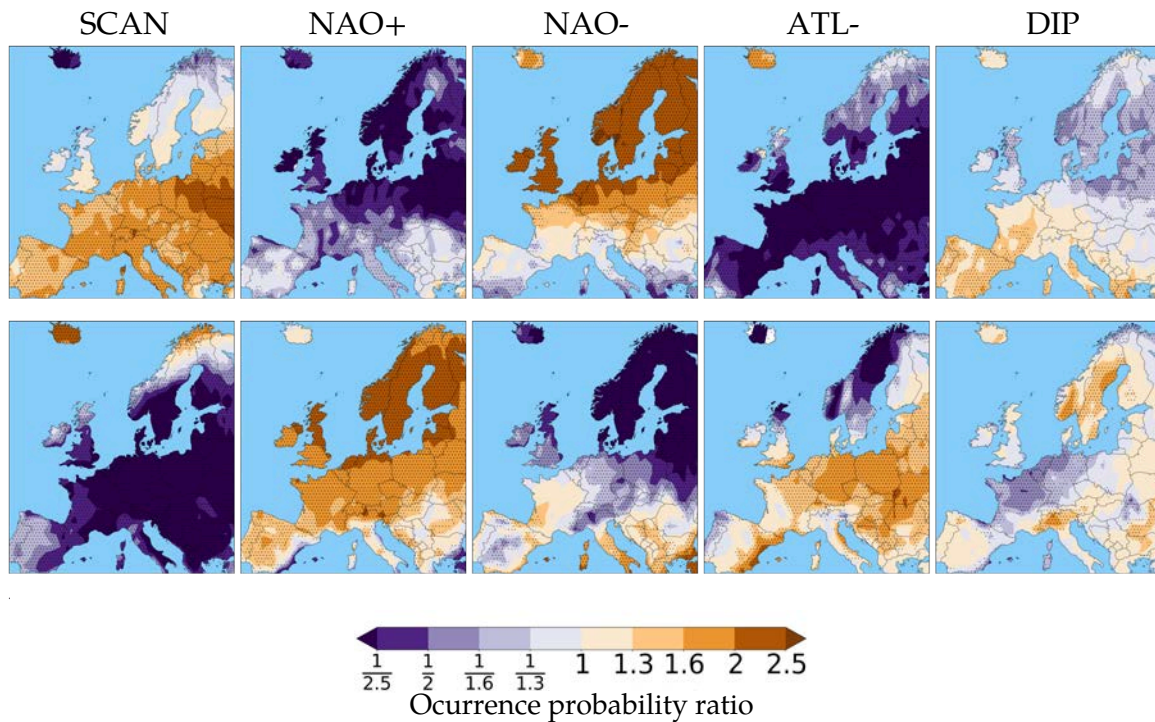 SCAN NAO+ NAO- ATL- DIP
1/2.5 1/2 1/1.6 1/1.3 1 1.3 1.6 2 2.5
Ocurrence probability ratio